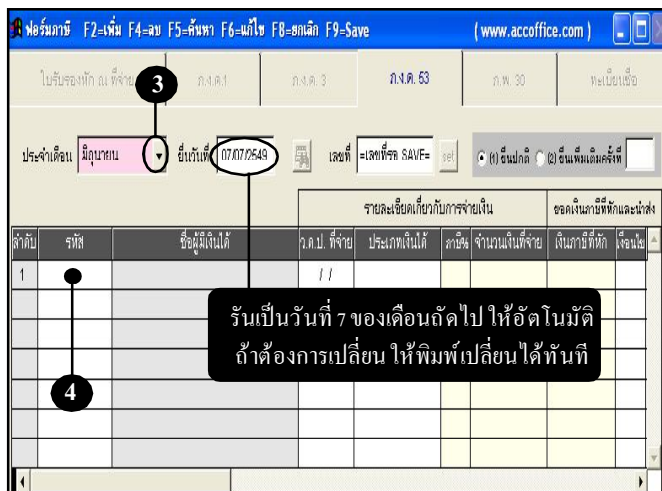 ฟอร์มภาษี F2=เพิ่ม F4=ลบ F5=ค้นหา F6=แก้ไข F8=ยกเลิก F9=Save ( www.accoffice.com )
ใบรับรองหัก ณ ที่จ่าย ภ.ง.ด.1 ภ.ง.ด. 3 ภ.ง.ด. 53 ภ.พ. 30 ทะเบียนชื่อ
3
ประจำเดือน มิถุนายน ยื่นวันที่ 07/07/2549 เลขที่ =เลขที่รอ SAVE= set (1) ยื่นปกติ (2) ยื่นเพิ่มเติมครั้งที่
รายละเอียดเกี่ยวกับการจ่ายเงิน ยอดเงินภาษีที่หักและนำส่ง
ลำดับ รหัส ชื่อผู้มีเงินได้ ว.ด.ป. ที่จ่าย ประเภทเงินได้ ภาษี% จำนวนเงินที่จ่าย เงินภาษีที่หัก เงื่อนไข
1 / /
รันเป็นวันที่ 7 ของเดือนถัดไป ให้อัตโนมัติ
ถ้าต้องการเปลี่ยน ให้พิมพ์เปลี่ยนได้ทันที
4